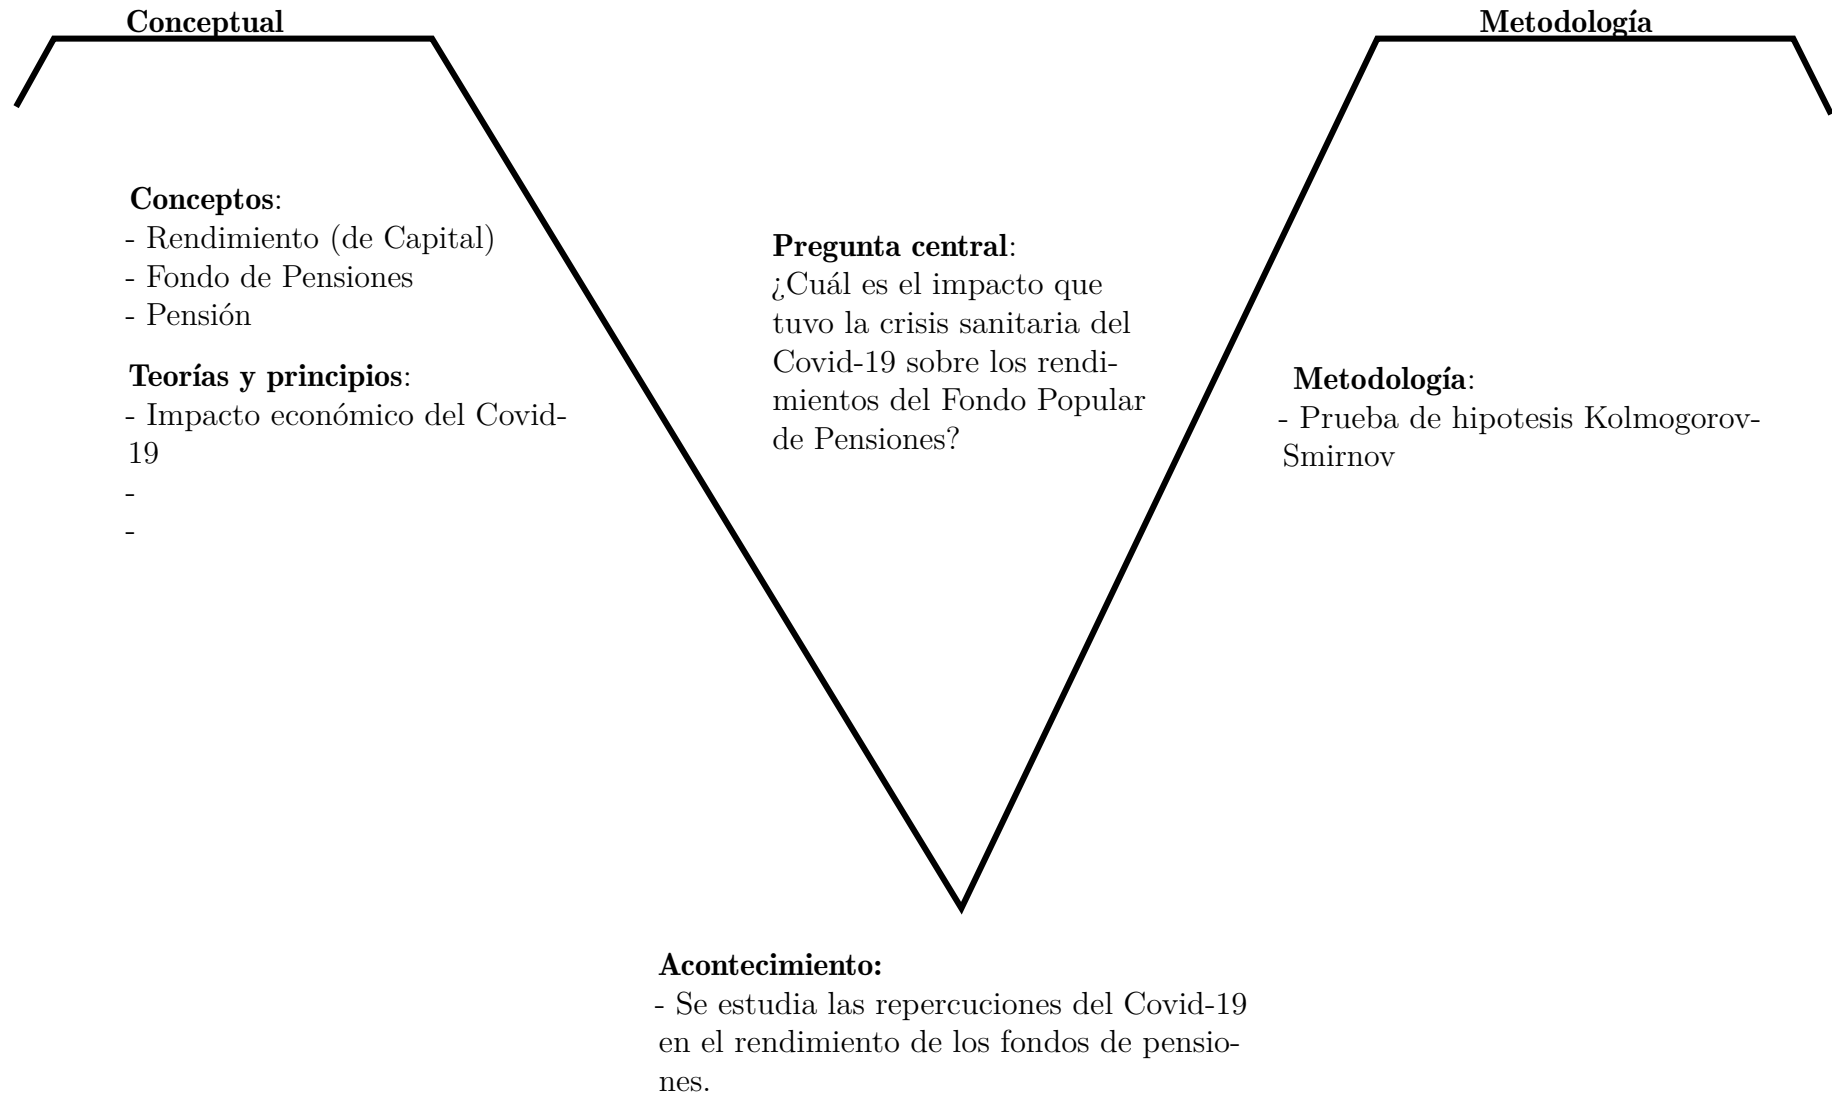 Conceptual
Metodología
Conceptos:
- Rendimiento (de Capital)
- Fondo de Pensiones
- Pensión
Teorías y principios:
- Impacto económico del Covid-
19
-
-
Pregunta central:
¿Cuál es el impacto que
tuvo la crisis sanitaria del
Covid-19 sobre los rendi-
mientos del Fondo Popular
de Pensiones?
Metodología:
- Prueba de hipotesis Kolmogorov-
Smirnov
Acontecimiento:
- Se estudia las repercuciones del Covid-19
en el rendimiento de los fondos de pensio-
nes.